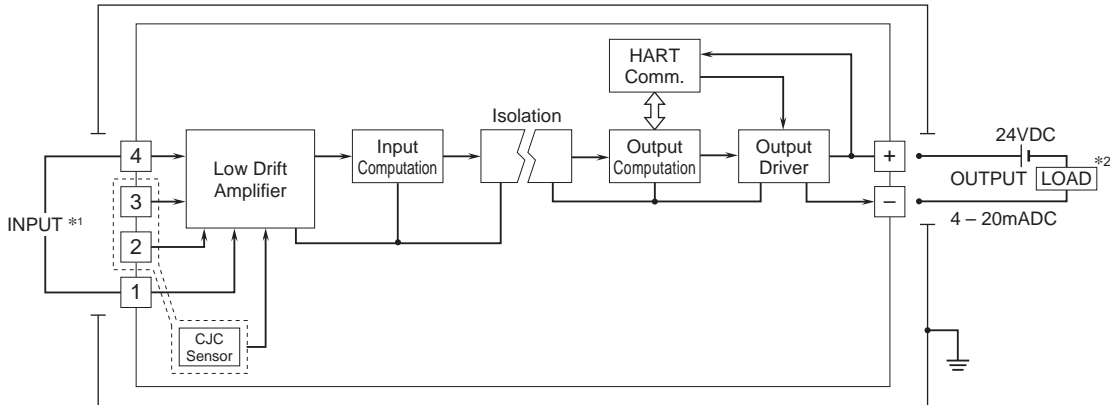 HART
Comm.
Isolation
24VDC
4
Low Drift
Amplifier
Input
Computation
Output
Computation
Output
Driver
+
*2
3
OUTPUT
LOAD
INPUT *1
–
4 – 20mADC
2
1
CJC
Sensor